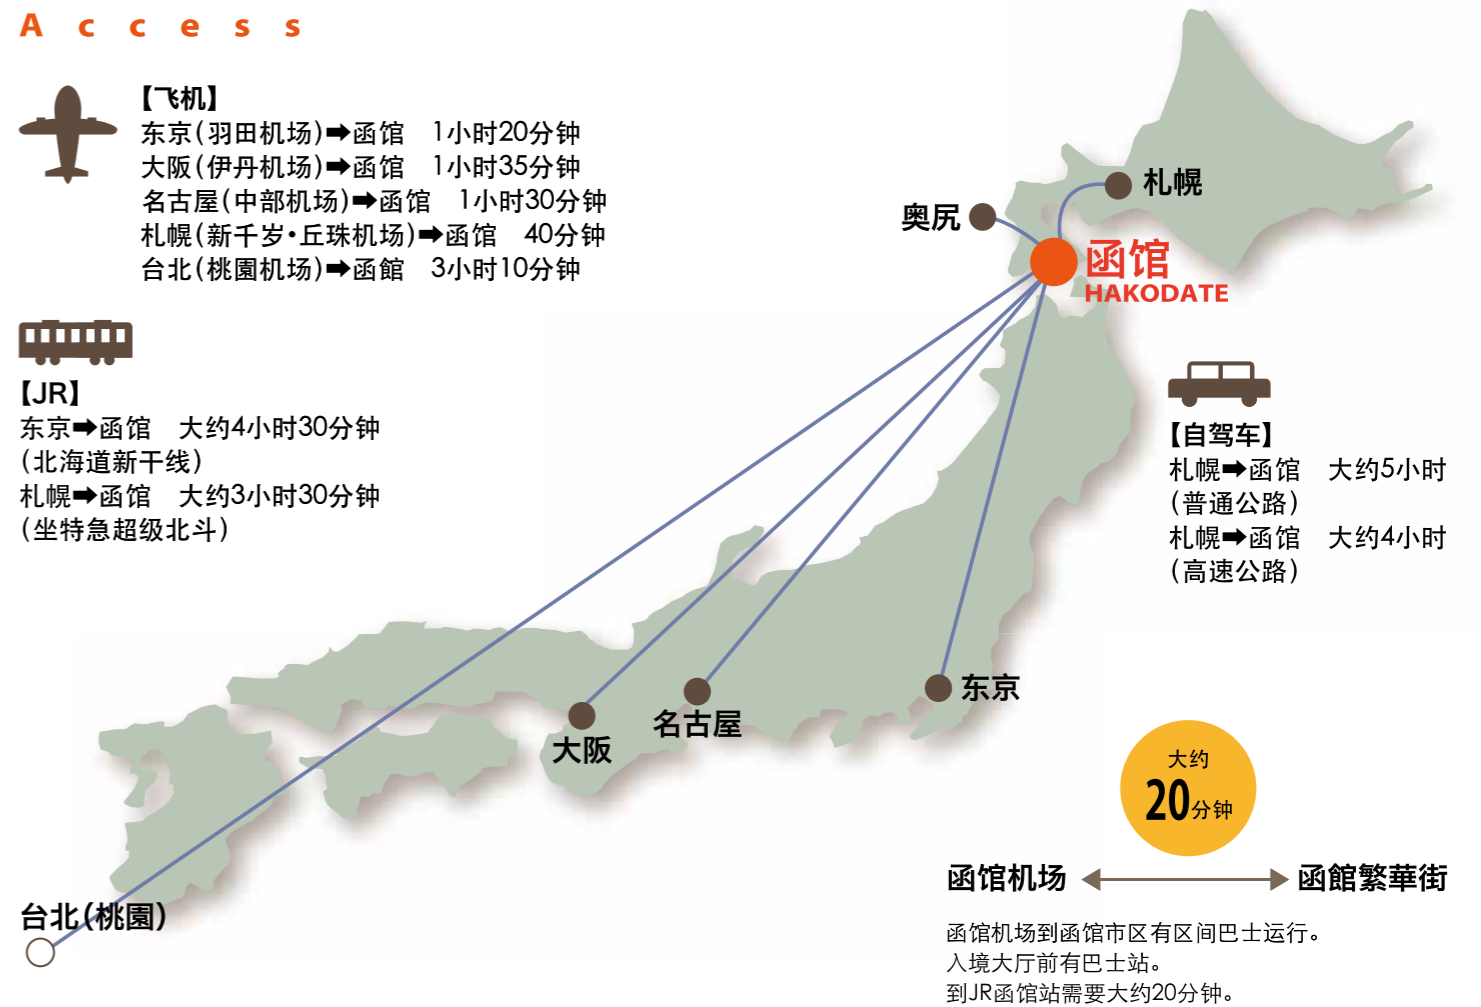 Access
【飞机】
东京(羽田机场)➡函馆　1小时20分钟
大阪(伊丹机场)➡函馆　1小时35分钟
名古屋(中部机场)➡函馆　1小时30分钟
札幌(新千岁•丘珠机场)➡函馆　40分钟
台北(桃園机场)➡函館　3小时10分钟
【JR】
东京➡函馆　大约4小时30分钟
(北海道新干线)
札幌➡函馆　大约3小时30分钟
(坐特急超级北斗)
札幌
奥尻
函馆
HAKODATE
【自驾车】
札幌➡函馆　大约5小时
(普通公路)
札幌➡函馆　大约4小时
(高速公路)
东京
名古屋
大阪
台北(桃園)
大约
20分钟
函馆机场
函館繁華街
函馆机场到函馆市区有区间巴士运行。
入境大厅前有巴士站。
到JR函馆站需要大约20分钟。